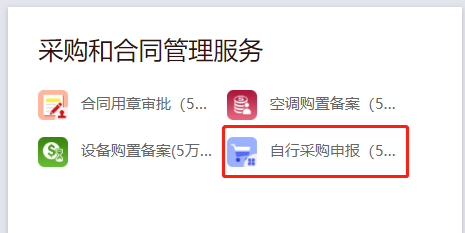 采购和合同管理服务
合同用章审批（5...
空调购置备案（5...
设备购置备案(5万...
自行采购申报（5...